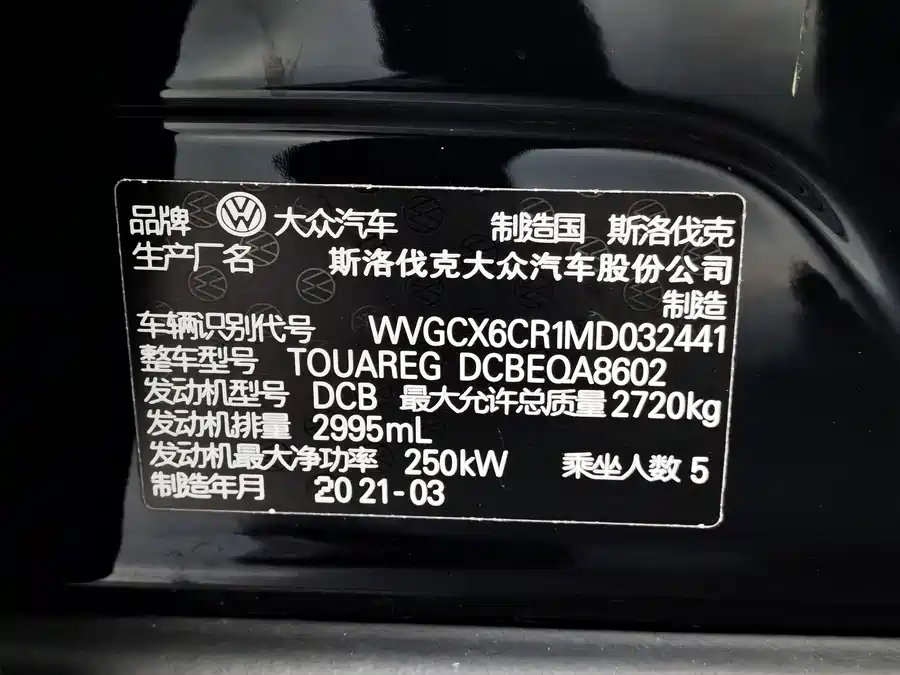 品牌 大众汽车 制造国 斯洛伐克
生产厂名 斯洛伐克大众汽车股份公司
制造
车辆识别代号 WVGCX6CR1MD032441
整车型号 TOUAREG DCBEQA8602
发动机型号 DCB 最大允许总质量 2720kg
发动机排量 2995mL
发动机最大净功率 250kW 乘坐人数 5
制造年月 2021-03